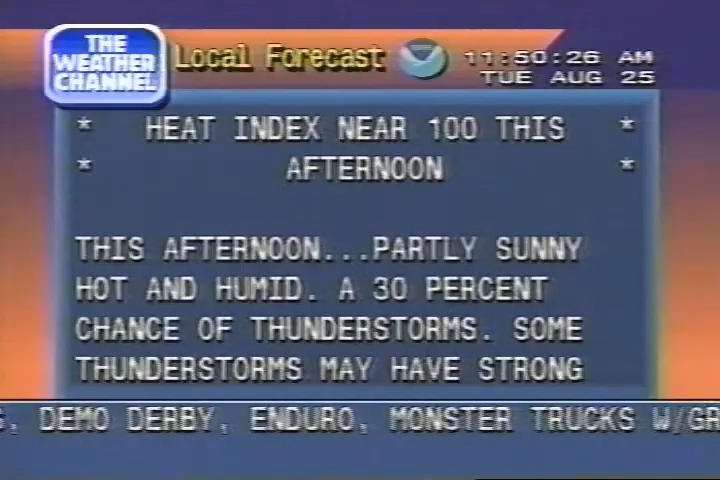 THE
WEATHER
CHANNEL
Local Forecast
11:50:26 AM
TUE AUG 25
* HEAT INDEX NEAR 100 THIS *
* AFTERNOON *
THIS AFTERNOON...PARTLY SUNNY
HOT AND HUMID. A 30 PERCENT
CHANCE OF THUNDERSTORMS. SOME
THUNDERSTORMS MAY HAVE STRONG
, DEMO DERBY, ENDURO, MONSTER TRUCKS W/GR